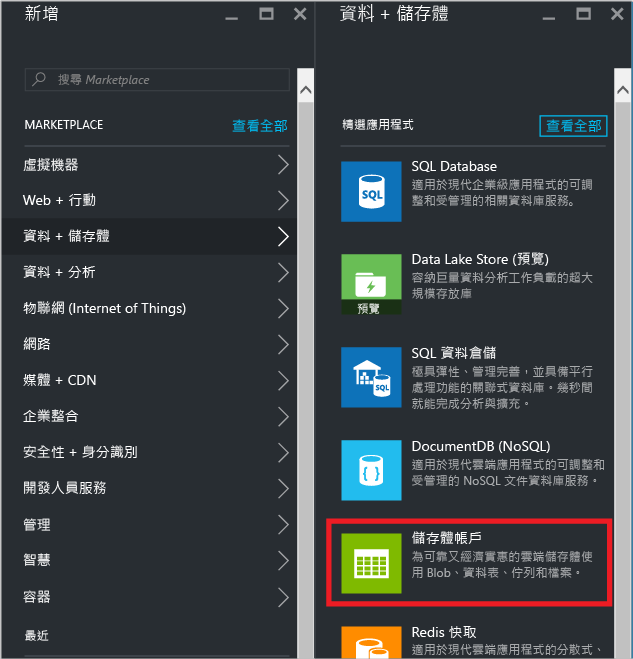 新增
搜尋 Marketplace
MARKETPLACE
查看全部
虛擬機器
Web + 行動
資料 + 儲存體
資料 + 分析
物聯網 (Internet of Things)
網路
媒體 + CDN
企業整合
安全性 + 身分識別
開發人員服務
管理
智慧
容器
最近
資料 + 儲存體
精選應用程式
查看全部
SQL
SQL Database
適用於現代企業級應用程式的可調
整和受管理的相關資料庫服務。
預覽
Data Lake Store (預覽)
容納巨量資料分析工作負載的超大
規模存放庫
SQL
SQL 資料倉儲
極具彈性、管理完善，並具備平行
處理功能的關聯式資料庫。幾秒間
就能完成分析與擴充。
DocumentDB (NoSQL)
適用於現代雲端應用程式的可調整和
受管理的 NoSQL 文件資料庫服務。
儲存體帳戶
為可靠又經濟實惠的雲端儲存體使
用 Blob、資料表、佇列和檔案。
Redis 快取
適用於現代雲端應用程式的分散式、